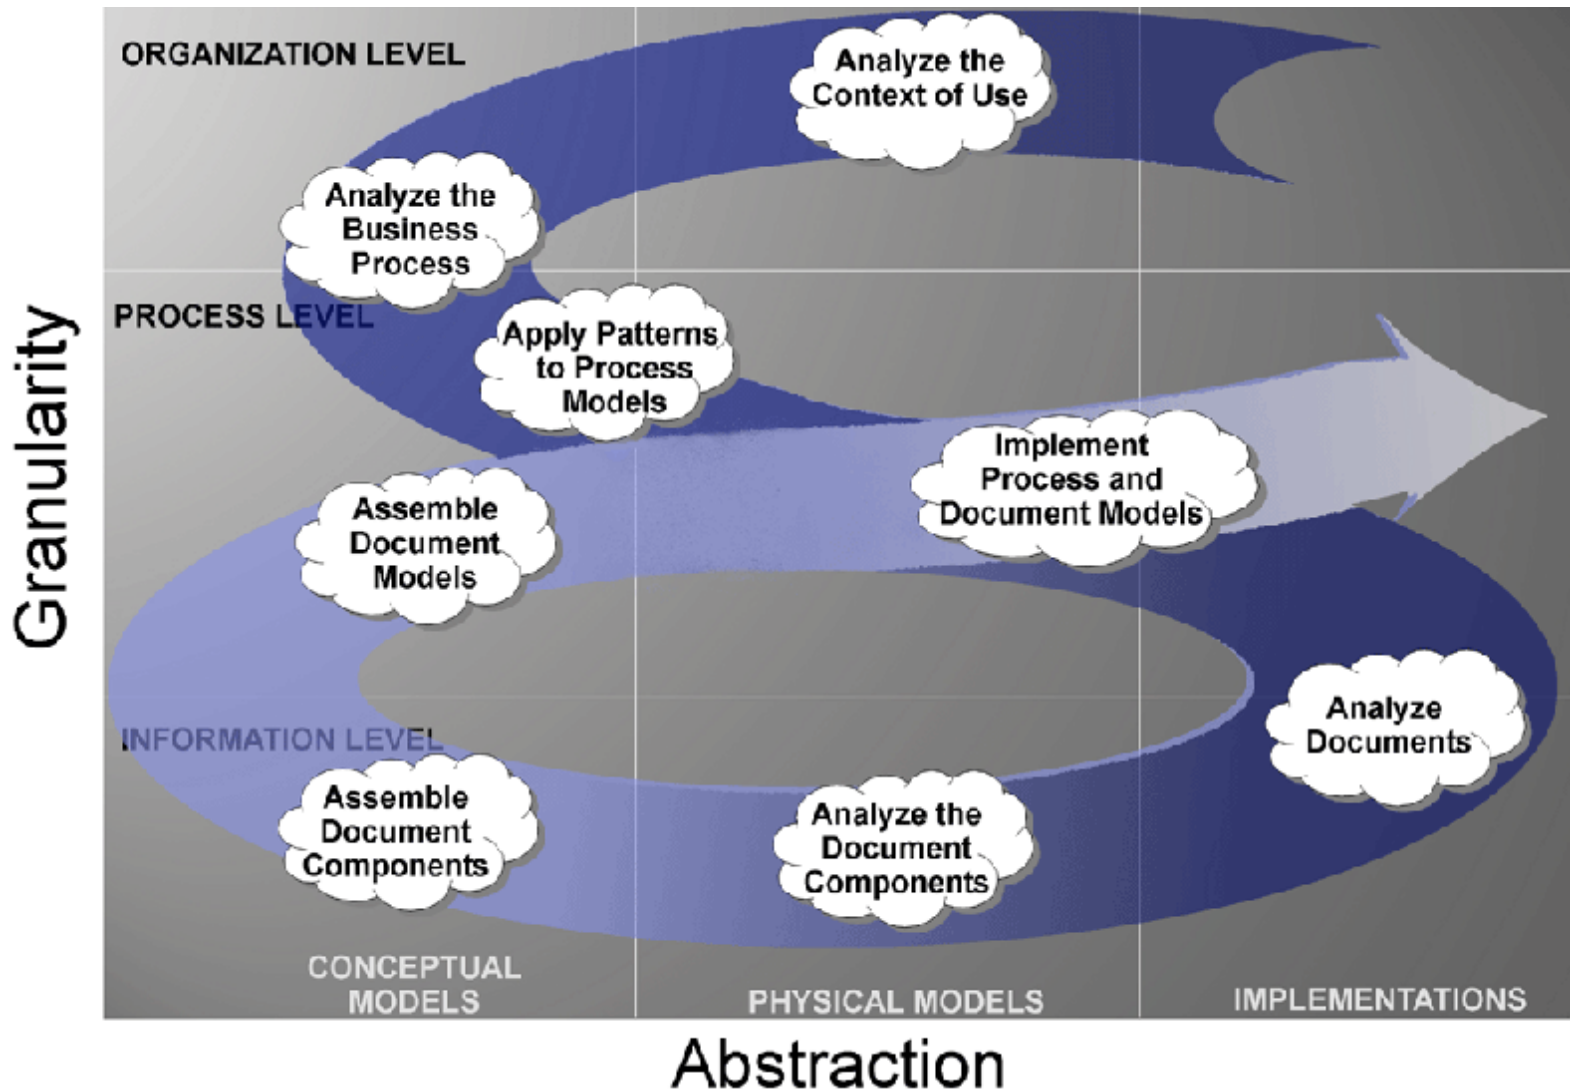 ORGANIZATION LEVEL
Analyze the
Context of Use
Analyze the
Business
Process
PROCESS LEVEL
Apply Patterns
to Process
Models
Granularity
Implement
Process and
Document Models
Assemble
Document
Models
Analyze
Documents
INFORMATION LEVEL
Assemble
Document
Components
Analyze the
Document
Components
CONCEPTUAL
MODELS
PHYSICAL MODELS
IMPLEMENTATIONS
Abstraction